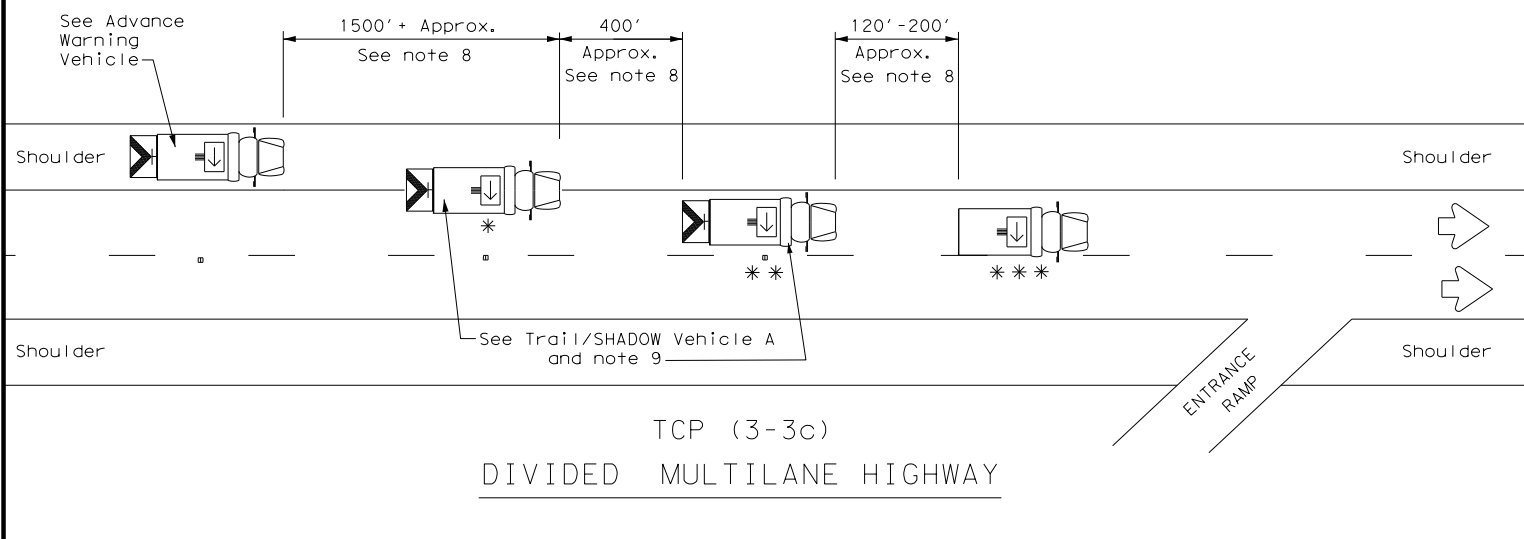 See Advance
Warning
Vehicle
1500'+ Approx.
See note 8
400'
Approx.
See note 8
120'-200'
Approx.
See note 8
Shoulder
Shoulder
*
* *
* * *
See Trail/SHADOW Vehicle A
and note 9
Shoulder
Shoulder
ENTRANCE
RAMP
TCP (3-3c)
DIVIDED MULTILANE HIGHWAY